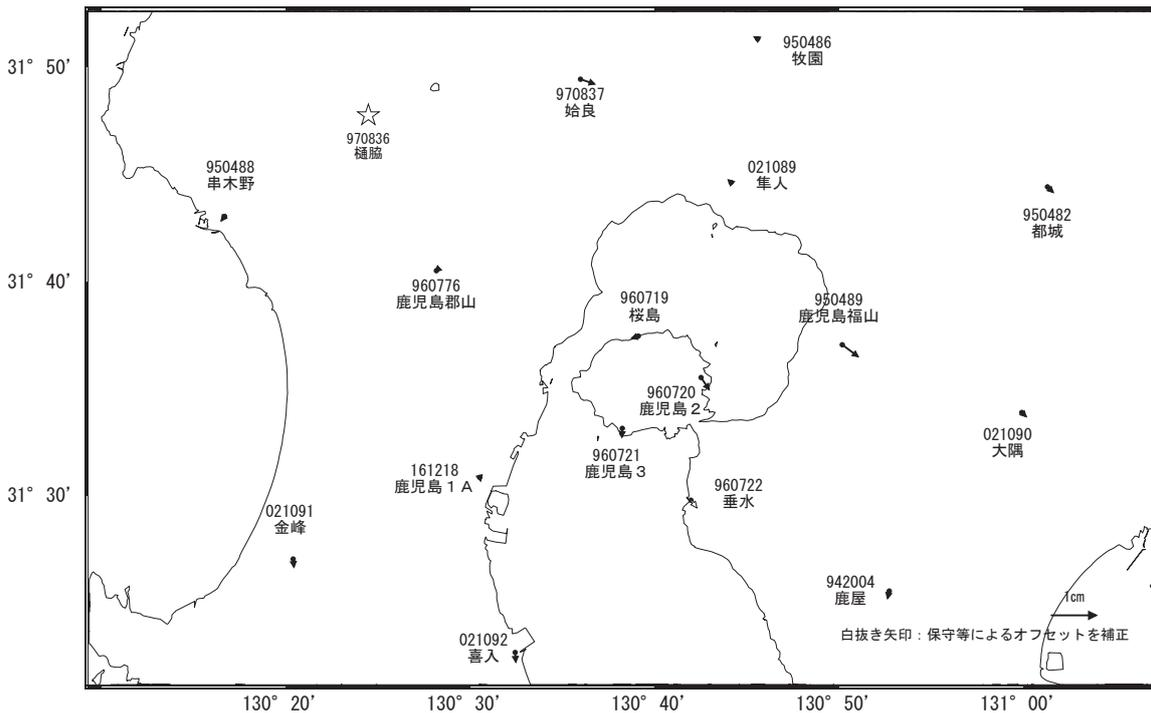 950486
牧園
31° 50'
970837
姶良
970836
樋脇
950488
串木野
021089
隼人
950482
都城
31° 40'
960776
鹿児島郡山
960719
桜島
950489
鹿児島福山
960720
鹿児島２
021090
大隅
960721
鹿児島３
161218
鹿児島１Ａ
31° 30'
960722
垂水
021091
金峰
942004
鹿屋
1cm
白抜き矢印：保守等によるオフセットを補正
021092
喜入
130° 20'
130° 30'
130° 40'
130° 50'
131° 00'